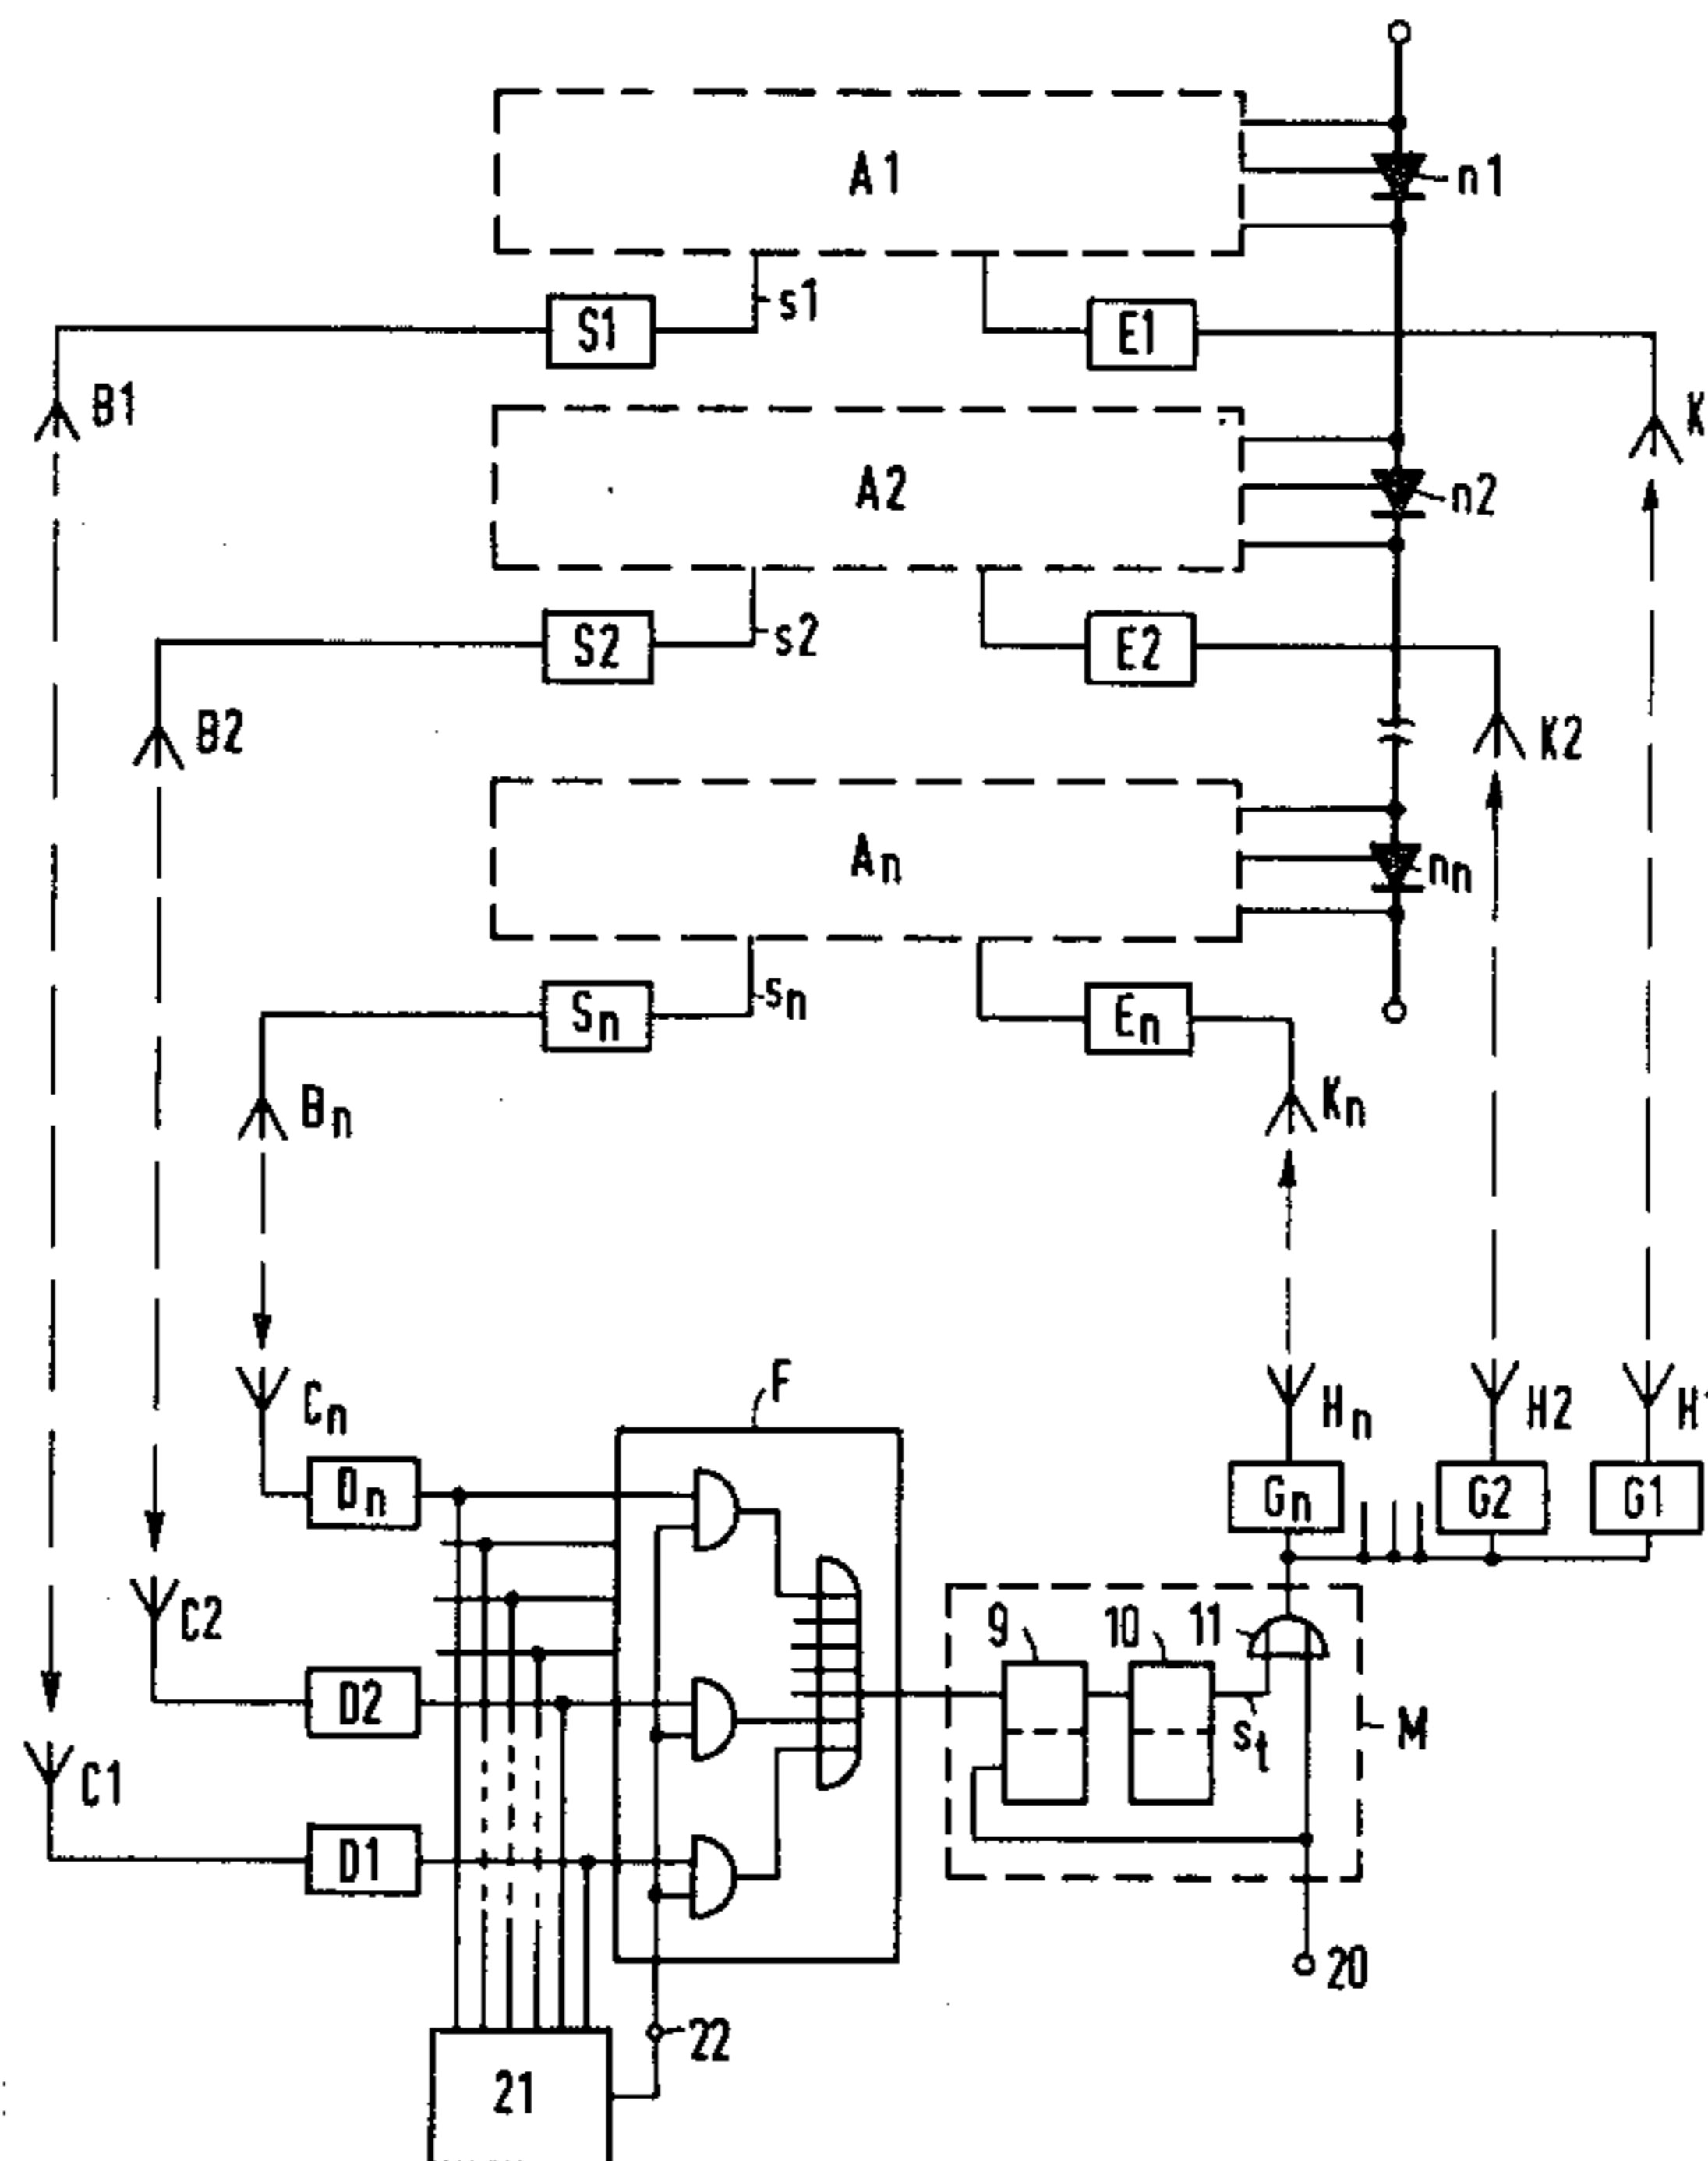 A1
n1
s1
S1
E1
B1
K
A2
n2
s2
S2
E2
B2
K2
An
nn
sn
Sn
En
Bn
Kn
Cn
F
Hn
H2
H1
Dn
Gn
G2
G1
C2
9
10
11
D2
st
M
C1
D1
20
22
21